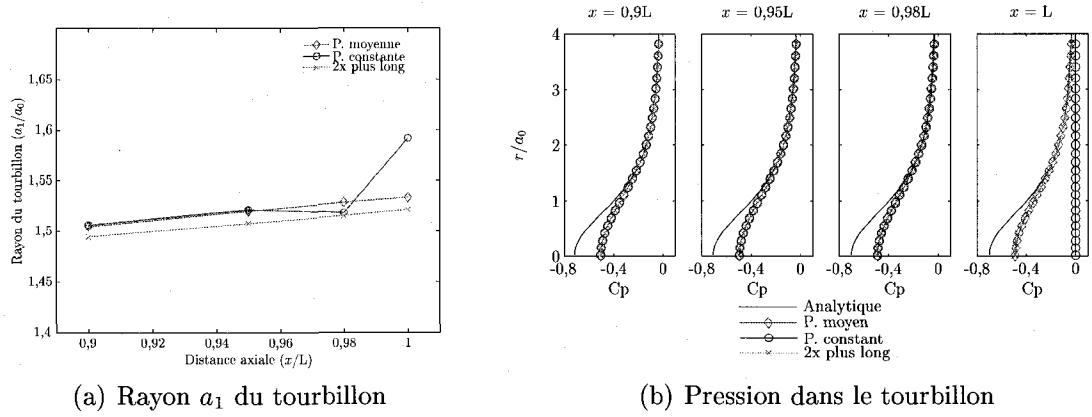 P. moyenne
P. constante
2x plus long
1,65
1,6
1,55
1,5
1,45
1,4
Rayon du tourbillon (a₁/a₀)
0,9
0,92
0,94
0,96
0,98
1
Distance axiale (x/L)
(a) Rayon a₁ du tourbillon
x = 0,9L
x = 0,95L
x = 0,98L
x = L
4
3
2
1
0
r/a₀
-0,8 -0,4 0
-0,8 -0,4 0
-0,8 -0,4 0
-0,8 -0,4 0
Cp
Cp
Cp
Cp
Analytique
P. moyen
P. constant
2x plus long
(b) Pression dans le tourbillon